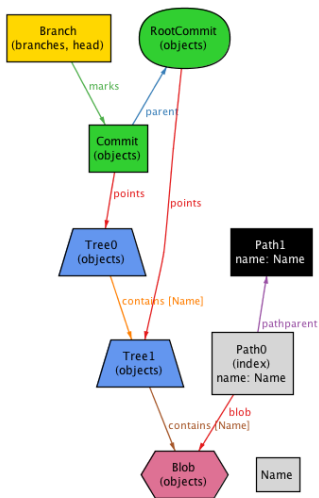 Branch
(branches, head)
RootCommit
(objects)
marks
parent
Commit
(objects)
points
points
Tree0
(objects)
Path1
name: Name
contains [Name]
pathparent
Tree1
(objects)
Path0
(index)
name: Name
blob
contains [Name]
Blob
(objects)
Name